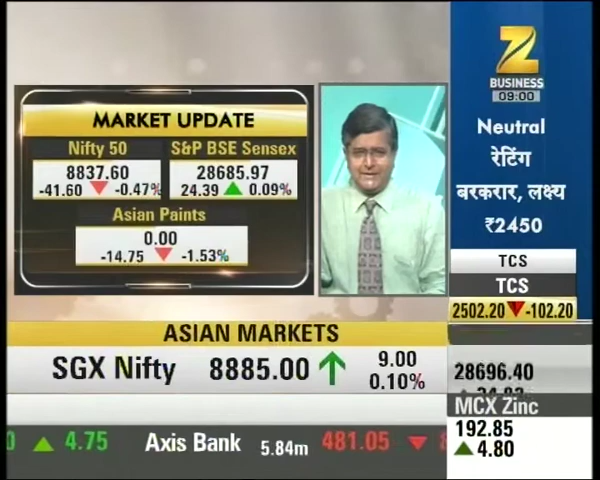 MARKET UPDATE
Nifty 50
8837.60
-41.60 -0.47%
S&P BSE Sensex
28685.97
24.39 0.09%
Asian Paints
0.00
-14.75 -1.53%
Z
BUSINESS
09:00
Neutral
रेटिंग
बरकरार, लक्ष्य
₹2450
TCS
TCS
2502.20 -102.20
ASIAN MARKETS
SGX Nifty 8885.00 9.00
0.10%
28696.40
MCX Zinc
192.85
4.80
4.75 Axis Bank 5.84m 481.05